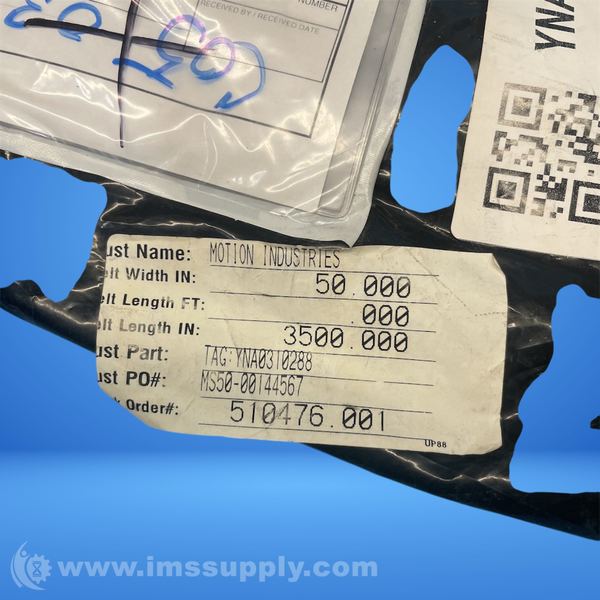 NUMBER
RECEIVED BY / RECEIVED DATE
YNA
ust Name: MOTION INDUSTRIES
elt Width IN: 50.000
elt Length FT: .000
elt Length IN: 3500.000
ust Part: TAG:YNA0310288
ust PO#: MS50-00144567
k Order#: 510476.001
UP88
www.imssupply.com